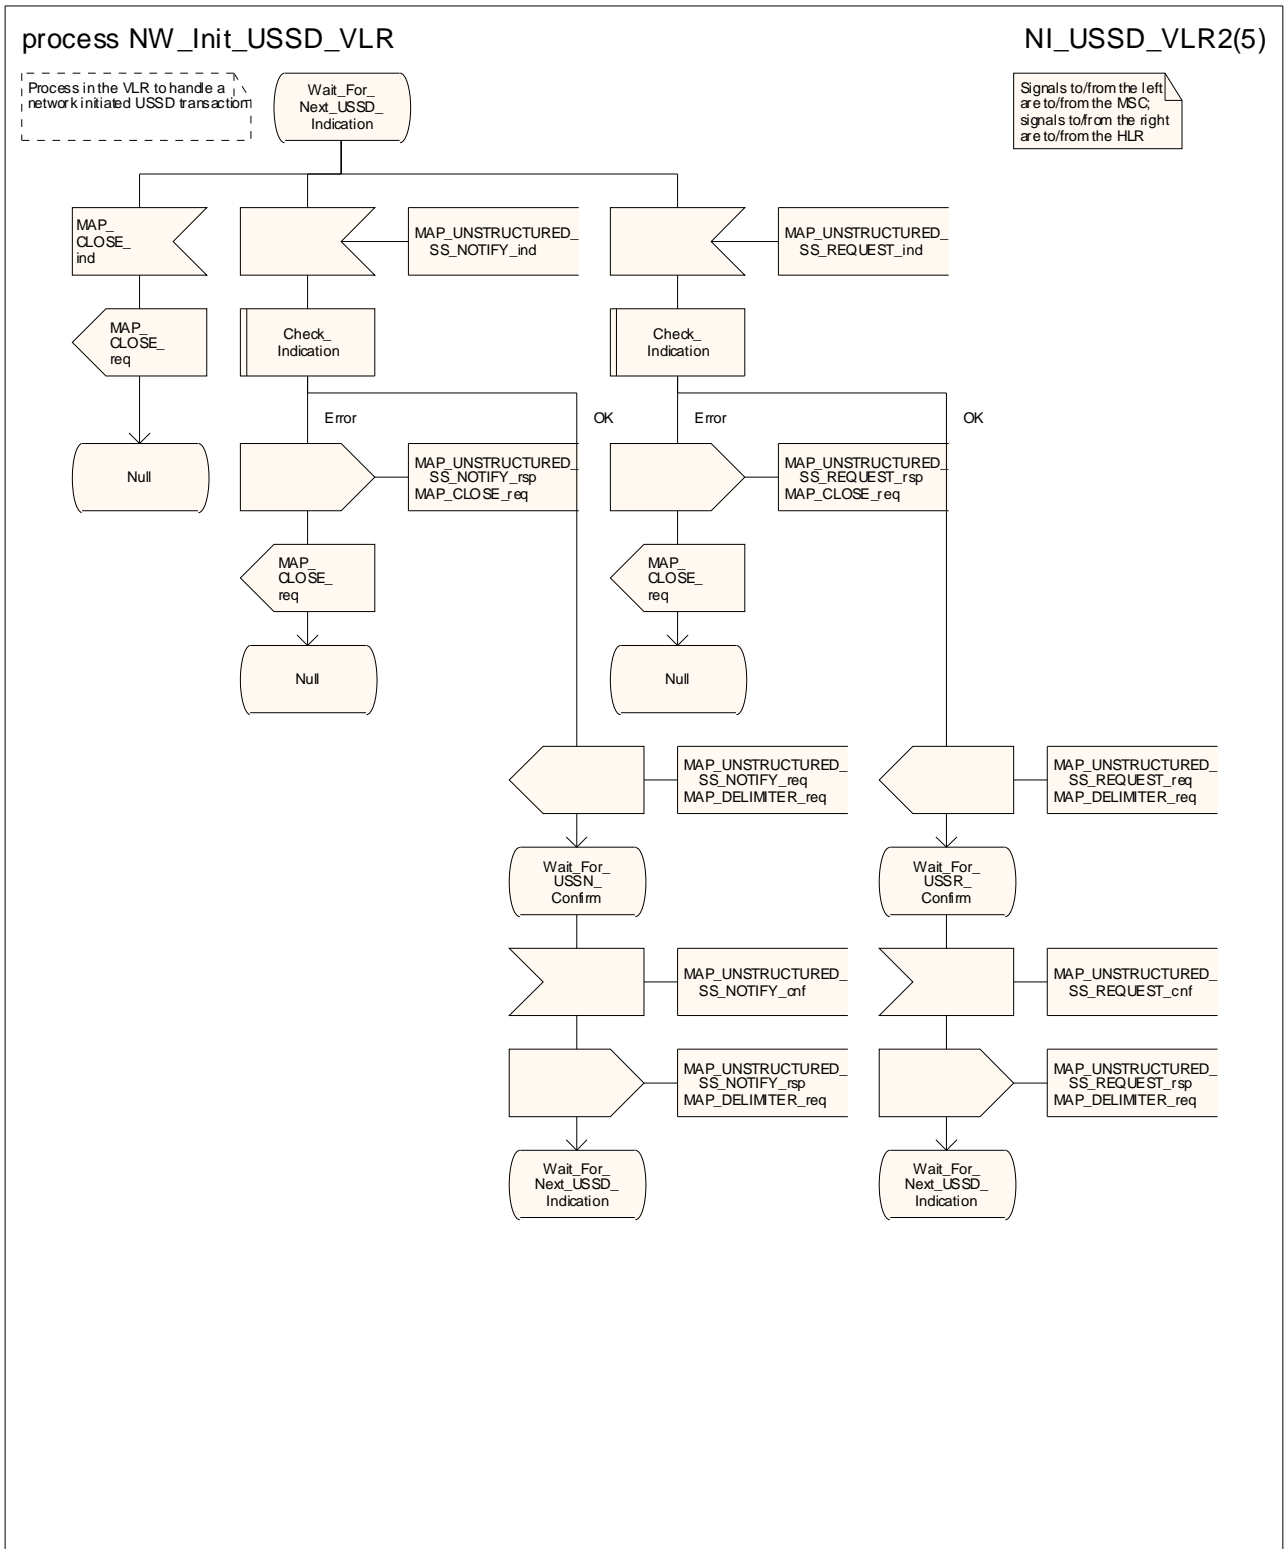 process NW_Init_USSD_VLR
NI_USSD_VLR2(5)
Process in the VLR to handle a
network initiated USSD transaction
Wait_For_
Next_USSD_
Indication
Signals to/from the left
are to/from the MSC;
signals to/from the right
are to/from the HLR
MAP_
CLOSE_
ind
MAP_UNSTRUCTURED_
SS_NOTIFY_ind
MAP_UNSTRUCTURED_
SS_REQUEST_ind
MAP_
CLOSE_
req
Check_
Indication
Check_
Indication
Error
OK
Error
OK
Null
MAP_UNSTRUCTURED_
SS_NOTIFY_rsp
MAP_CLOSE_req
MAP_UNSTRUCTURED_
SS_REQUEST_rsp
MAP_CLOSE_req
MAP_
CLOSE_
req
MAP_
CLOSE_
req
Null
Null
MAP_UNSTRUCTURED_
SS_NOTIFY_req
MAP_DELIMITER_req
MAP_UNSTRUCTURED_
SS_REQUEST_req
MAP_DELIMITER_req
Wait_For_
USSN_
Confirm
Wait_For_
USSR_
Confirm
MAP_UNSTRUCTURED_
SS_NOTIFY_cnf
MAP_UNSTRUCTURED_
SS_REQUEST_cnf
MAP_UNSTRUCTURED_
SS_NOTIFY_rsp
MAP_DELIMITER_req
MAP_UNSTRUCTURED_
SS_REQUEST_rsp
MAP_DELIMITER_req
Wait_For_
Next_USSD_
Indication
Wait_For_
Next_USSD_
Indication